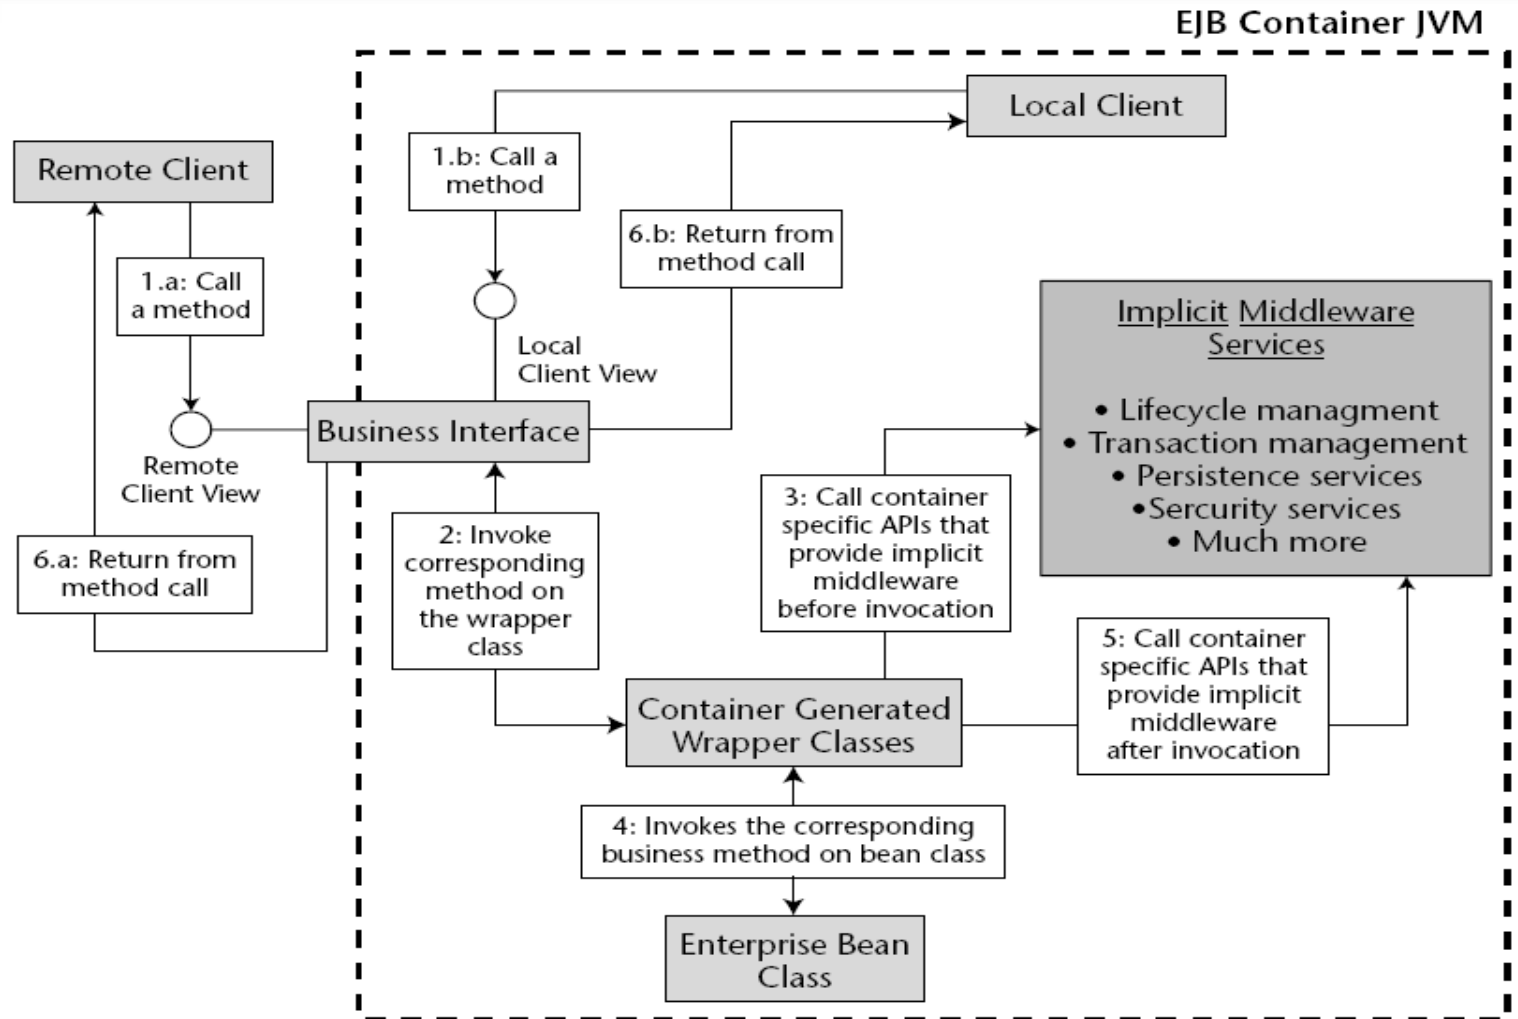 EJB Container JVM
Local Client
Remote Client
1.b: Call a
method
6.b: Return from
method call
1.a: Call
a method
Implicit Middleware
Services
• Lifecycle managment
• Transaction management
• Persistence services
•Sercurity services
• Much more
Local
Client View
Business Interface
Remote
Client View
6.a: Return from
method call
2: Invoke
corresponding
method on
the wrapper
class
3: Call container
specific APIs that
provide implicit
middleware
before invocation
5: Call container
specific APIs that
provide implicit
middleware
after invocation
Container Generated
Wrapper Classes
4: Invokes the corresponding
business method on bean class
Enterprise Bean
Class